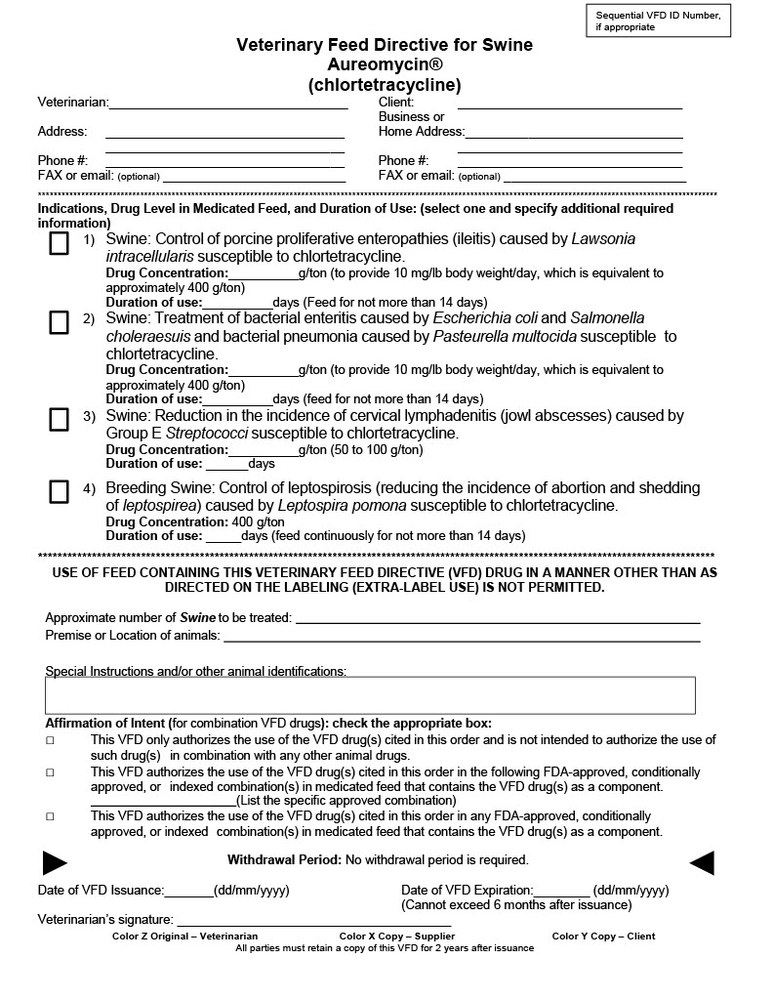 Sequential VFD ID Number,
if appropriate
Veterinary Feed Directive for Swine
Aureomycin®
(chlortetracycline)
Veterinarian:__________________________________ Client: ________________________________
Business or
Address: __________________________________ Home Address:_______________________________
__________________________________ ________________________________
Phone #: __________________________________ Phone #: ________________________________
FAX or email: (optional) __________________________ FAX or email: (optional) __________________________
****************************************************************************************************
Indications, Drug Level in Medicated Feed, and Duration of Use: (select one and specify additional required
information)
☐ 1) Swine: Control of porcine proliferative enteropathies (ileitis) caused by Lawsonia
intracellularis susceptible to chlortetracycline.
Drug Concentration:__________g/ton (to provide 10 mg/lb body weight/day, which is equivalent to
approximately 400 g/ton)
Duration of use:__________days (Feed for not more than 14 days)
☐ 2) Swine: Treatment of bacterial enteritis caused by Escherichia coli and Salmonella
choleraesuis and bacterial pneumonia caused by Pasteurella multocida susceptible to
chlortetracycline.
Drug Concentration:__________g/ton (to provide 10 mg/lb body weight/day, which is equivalent to
approximately 400 g/ton)
Duration of use:__________days (feed for not more than 14 days)
☐ 3) Swine: Reduction in the incidence of cervical lymphadenitis (jowl abscesses) caused by
Group E Streptococci susceptible to chlortetracycline.
Drug Concentration:__________g/ton (50 to 100 g/ton)
Duration of use: ______days
☐ 4) Breeding Swine: Control of leptospirosis (reducing the incidence of abortion and shedding
of leptospirea) caused by Leptospira pomona susceptible to chlortetracycline.
Drug Concentration: 400 g/ton
Duration of use: _____days (feed continuously for not more than 14 days)
****************************************************************************************************
USE OF FEED CONTAINING THIS VETERINARY FEED DIRECTIVE (VFD) DRUG IN A MANNER OTHER THAN AS
DIRECTED ON THE LABELING (EXTRA-LABEL USE) IS NOT PERMITTED.
Approximate number of Swine to be treated: __________________________________________________
Premise or Location of animals: __________________________________________________
Special Instructions and/or other animal identifications:
Affirmation of Intent (for combination VFD drugs): check the appropriate box:
☐ This VFD only authorizes the use of the VFD drug(s) cited in this order and is not intended to authorize the use of
such drug(s) in combination with any other animal drugs.
☐ This VFD authorizes the use of the VFD drug(s) cited in this order in the following FDA-approved, conditionally
approved, or indexed combination(s) in medicated feed that contains the VFD drug(s) as a component.
_____________________(List the specific approved combination)
☐ This VFD authorizes the use of the VFD drug(s) cited in this order in any FDA-approved, conditionally
approved, or indexed combination(s) in medicated feed that contains the VFD drug(s) as a component.
Withdrawal Period: No withdrawal period is required.
Date of VFD Issuance:_______(dd/mm/yyyy) Date of VFD Expiration:________ (dd/mm/yyyy)
(Cannot exceed 6 months after issuance)
Veterinarian's signature: _______________________________________
Color Z Original – Veterinarian Color X Copy – Supplier Color Y Copy – Client
All parties must retain a copy of this VFD for 2 years after issuance